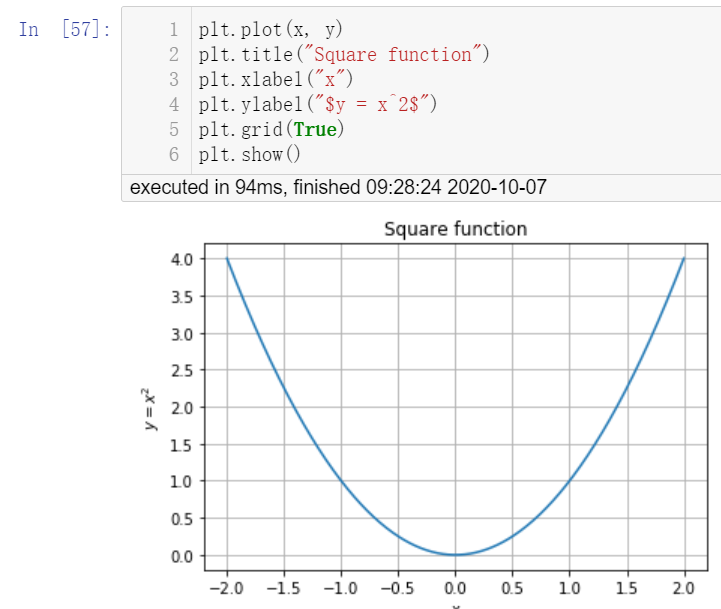 In [57]:
1 plt.plot(x, y)
2 plt.title("Square function")
3 plt.xlabel("x")
4 plt.ylabel("$y = x^2$")
5 plt.grid(True)
6 plt.show()
executed in 94ms, finished 09:28:24 2020-10-07
Square function
4.0
3.5
3.0
2.5
y = x²
2.0
1.5
1.0
0.5
0.0
−2.0 −1.5 −1.0 −0.5 0.0 0.5 1.0 1.5 2.0